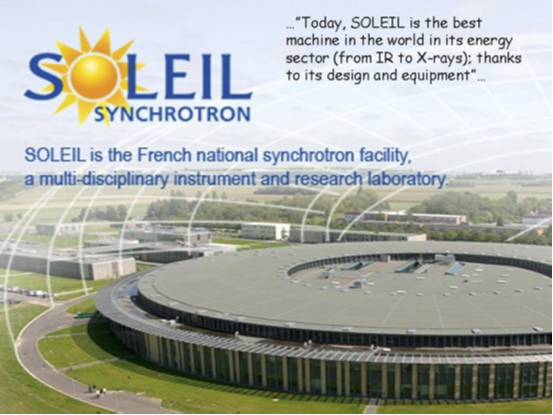 ...”Today, SOLEIL is the best
machine in the world in its energy
sector (from IR to X-rays); thanks
to its design and equipment”...
SOLEIL
SYNCHROTRON
SOLEIL is the French national synchrotron facility,
a multi-disciplinary instrument and research laboratory